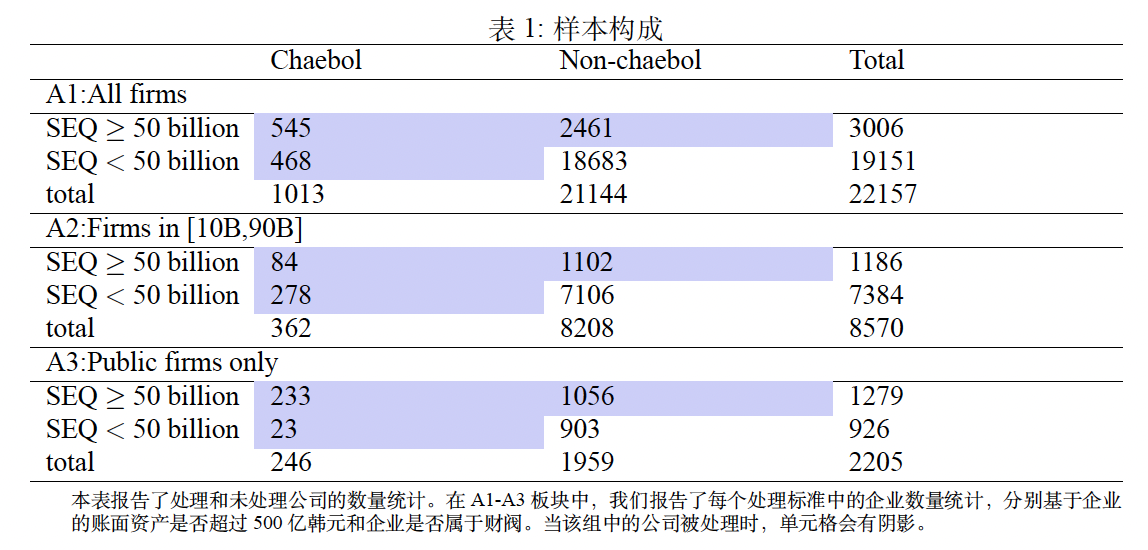 表 1: 样本构成
Chaebol Non-chaebol Total
A1:All firms
SEQ ≥ 50 billion 545 2461 3006
SEQ < 50 billion 468 18683 19151
total 1013 21144 22157
A2:Firms in [10B,90B]
SEQ ≥ 50 billion 84 1102 1186
SEQ < 50 billion 278 7106 7384
total 362 8208 8570
A3:Public firms only
SEQ ≥ 50 billion 233 1056 1279
SEQ < 50 billion 23 903 926
total 246 1959 2205
本表报告了处理和未处理公司的数量统计。在 A1-A3 板块中，我们报告了每个处理标准中的企业数量统计，分别基于企业
的账面资产是否超过 500 亿韩元和企业是否属于财阀。当该组中的公司被处理时，单元格会有阴影。